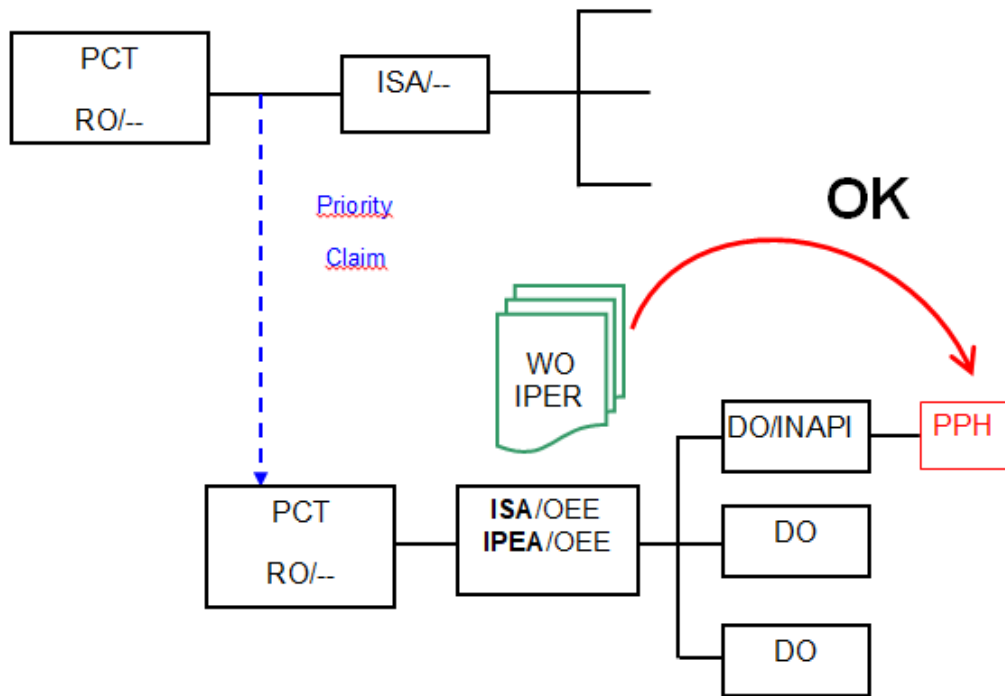 PCT
RO/--
ISA/--
OK
Priority
Claim
WO
IPER
DO/INAPI
PPH
PCT
RO/--
ISA/OEE
IPEA/OEE
DO
DO